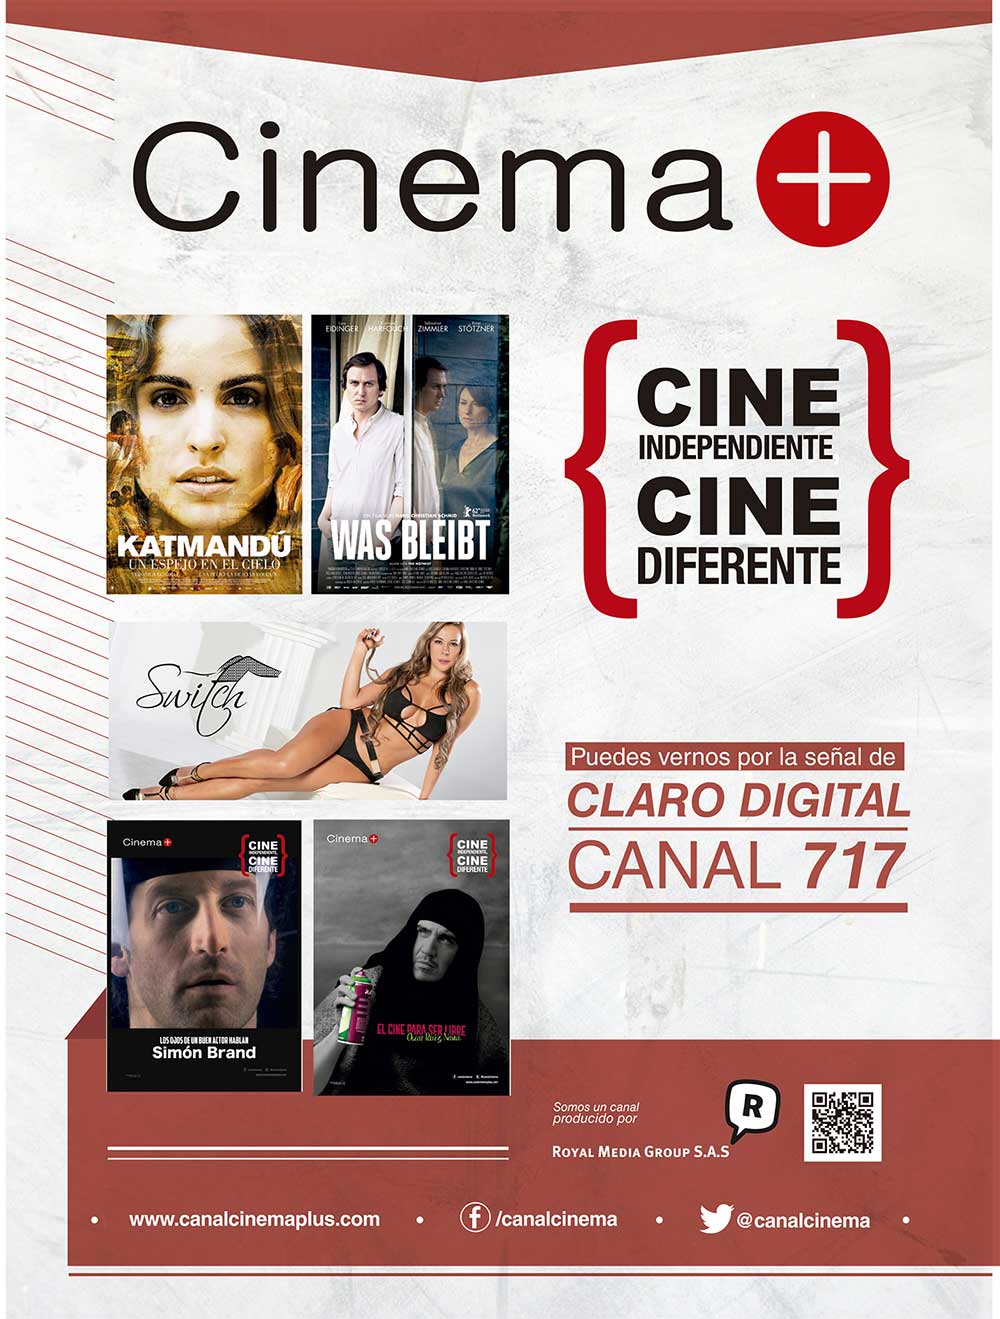 Cinema+
EIDINGER
HARFOUCH
ZIMMLER
STÖTZNER
KATMANDÚ
UN ESPEJO EN EL CIELO
WAS BLEIBT
CINE
INDEPENDIENTE
CINE
DIFERENTE
Switch
Puedes vernos por la señal de
CLARO DIGITAL
CANAL 717
Cinema+
CINE
INDEPENDIENTE,
CINE
DIFERENTE
LOS OJOS DE UN BUEN ACTOR HABLAN
Simón Brand
Cinema+
CINE
INDEPENDIENTE,
CINE
DIFERENTE
EL CINE PARA SER LIBRE
Somos un canal
producido por
R
ROYAL MEDIA GROUP S.A.S
www.canalcinemaplus.com
/canalcinema
@canalcinema